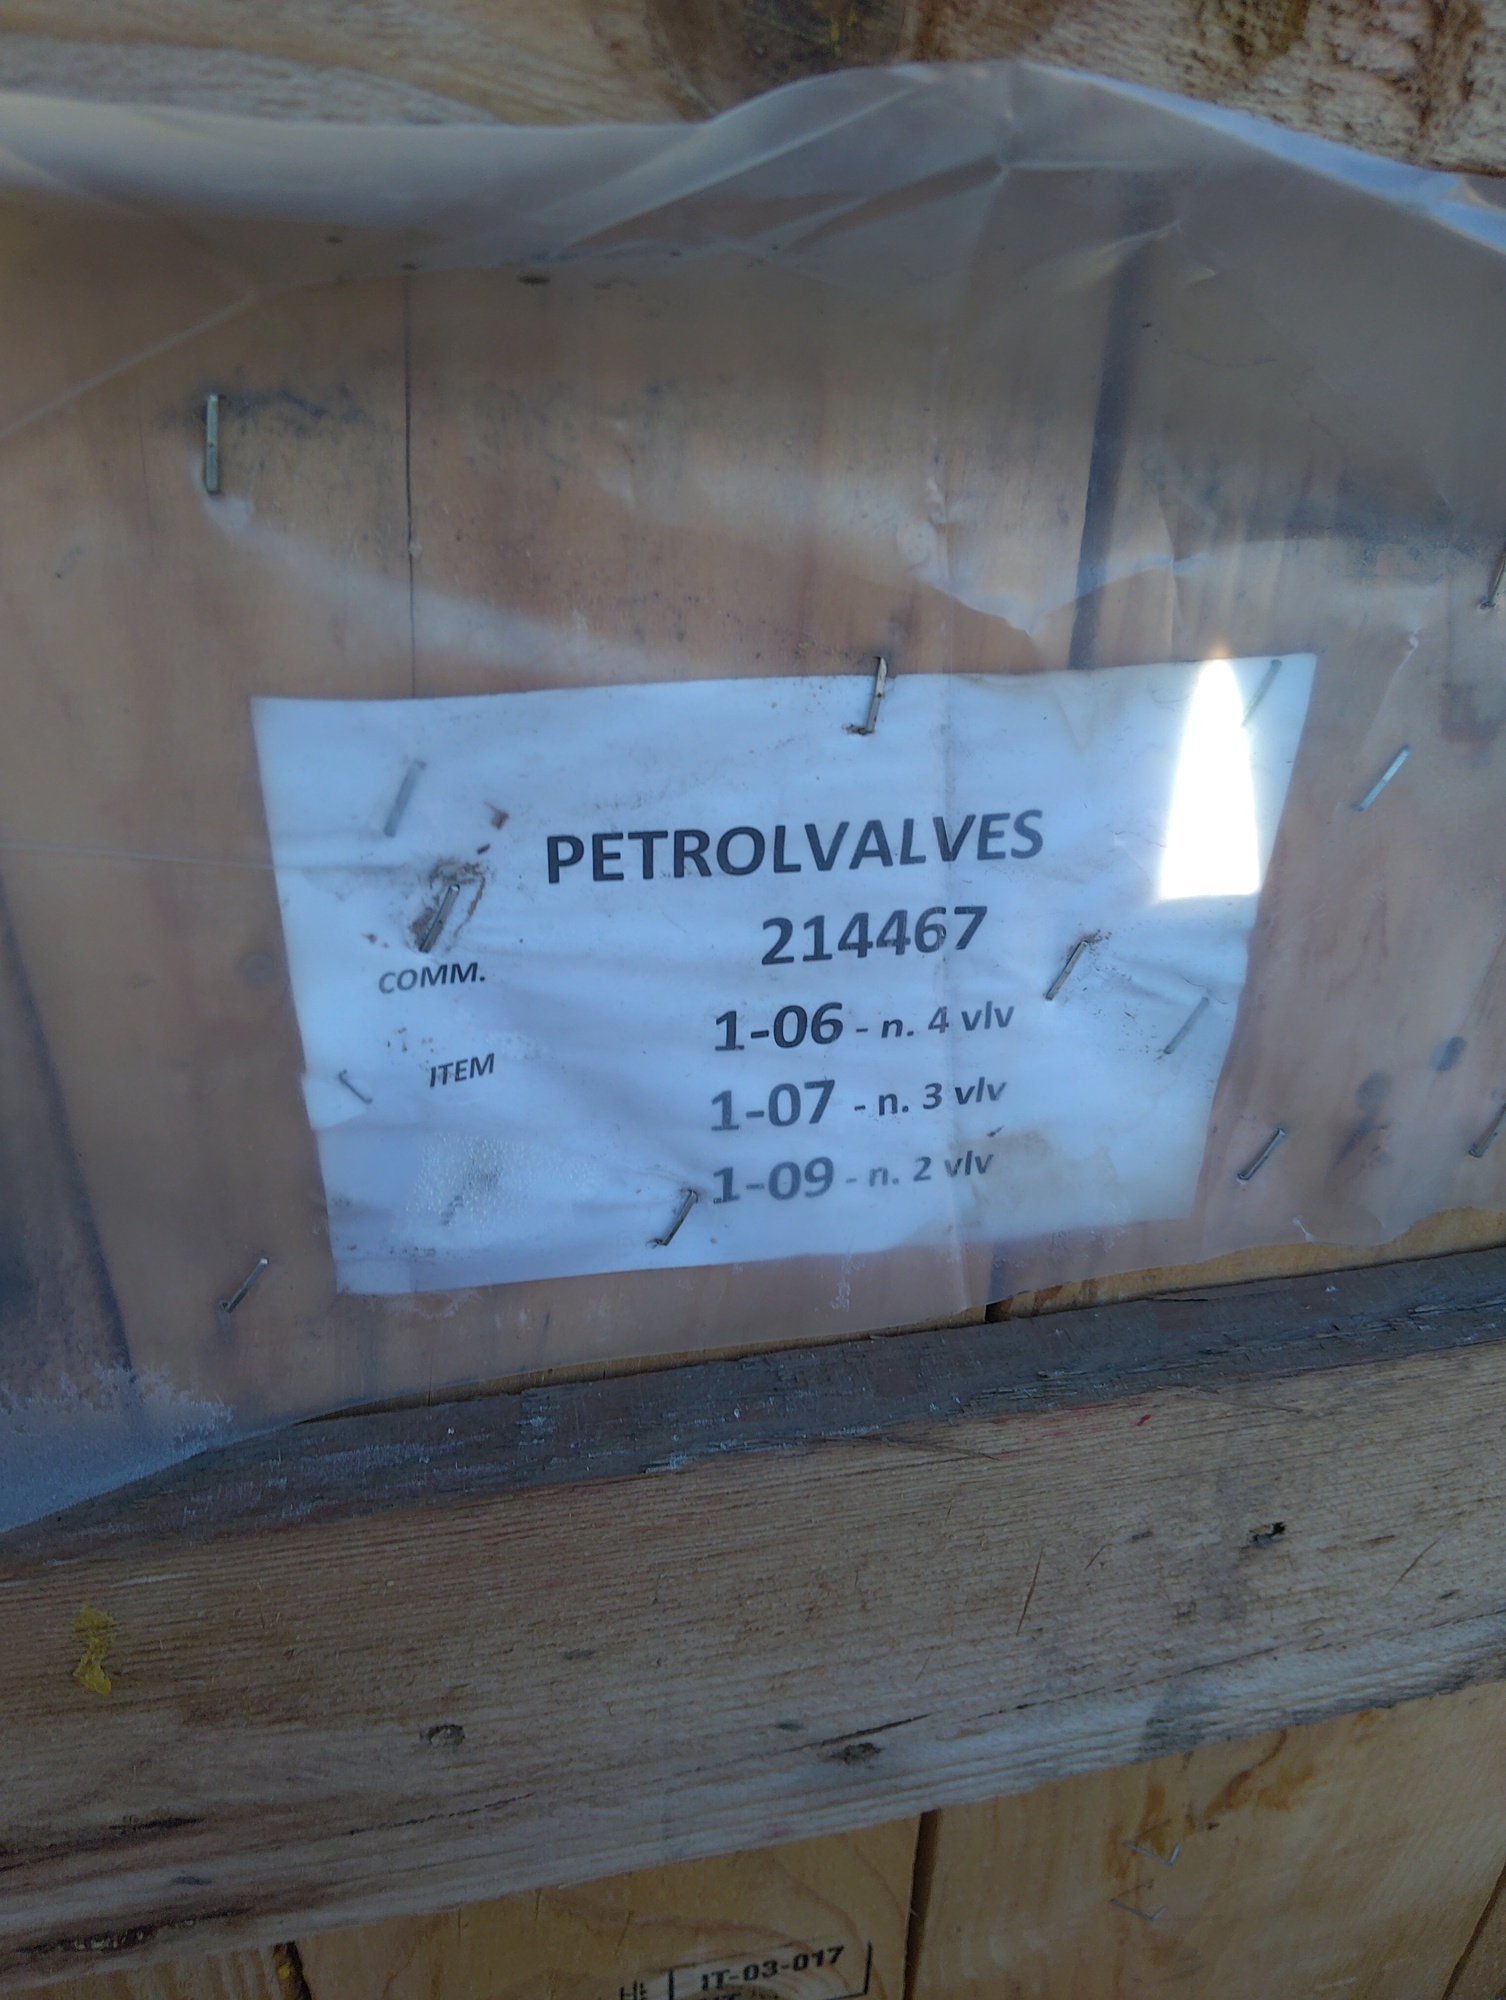 PETROLVALVES
COMM. 214467
ITEM 1-06 - n. 4 vlv
1-07 - n. 3 vlv
1-09 - n. 2 vlv
IT-03-017